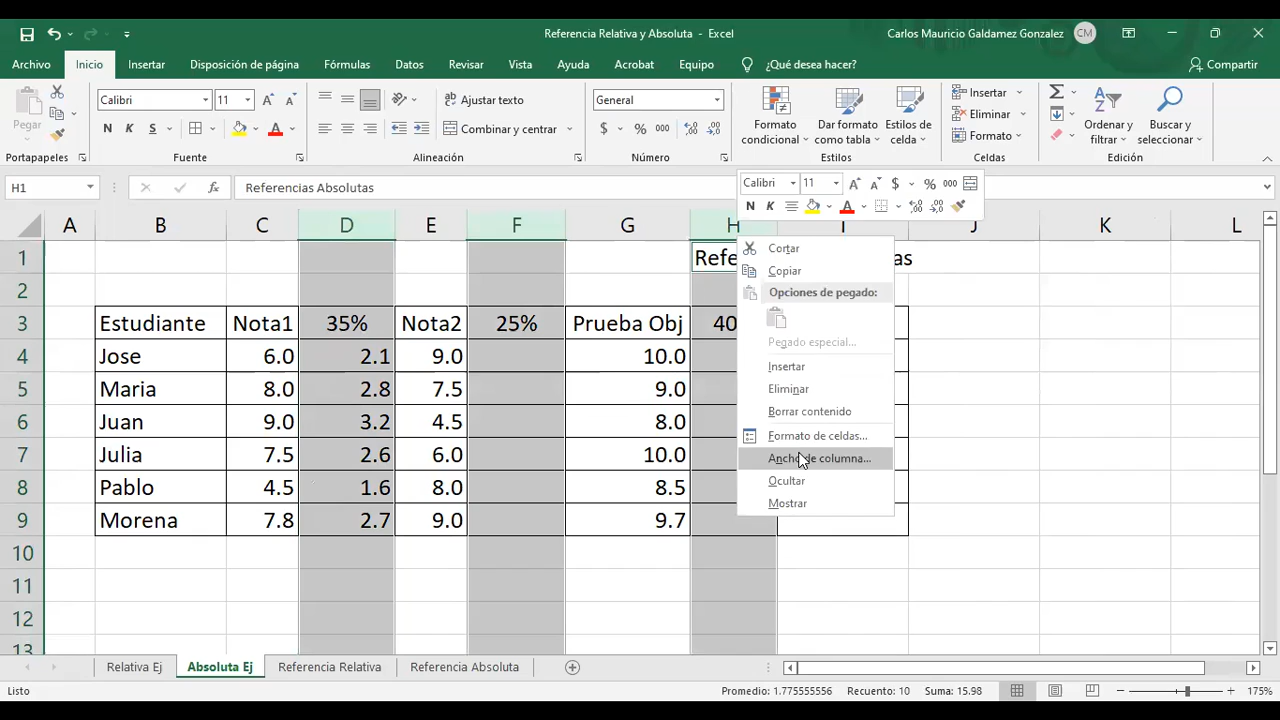 Referencia Relativa y Absoluta - Excel
Carlos Mauricio Galdamez Gonzalez
CM
Archivo Inicio Insertar Disposición de página Fórmulas Datos Revisar Vista Ayuda Acrobat Equipo ¿Qué desea hacer? Compartir
Pegar
Calibri 11
N K S
Ajustar texto
Combinar y centrar
General
$ % 000
Formato condicional
Dar formato como tabla
Estilos de celda
Insertar
Eliminar
Formato
Ordenar y filtrar
Buscar y seleccionar
Portapapeles Fuente Alineación Número Estilos Celdas Edición
H1 fx Referencias Absolutas
Calibri 11 $ % 000
N K
A B C D E F G H I J K L
1 Refe as
2
3 Estudiante Nota1 35% Nota2 25% Prueba Obj 40
4 Jose 6.0 2.1 9.0 10.0
5 Maria 8.0 2.8 7.5 9.0
6 Juan 9.0 3.2 4.5 8.0
7 Julia 7.5 2.6 6.0 10.0
8 Pablo 4.5 1.6 8.0 8.5
9 Morena 7.8 2.7 9.0 9.7
10
11
12
13
Cortar
Copiar
Opciones de pegado:
Pegado especial...
Insertar
Eliminar
Borrar contenido
Formato de celdas...
Ancho de columna...
Ocultar
Mostrar
Relativa Ej Absoluta Ej Referencia Relativa Referencia Absoluta
Listo Promedio: 1.775555556 Recuento: 10 Suma: 15.98 175%